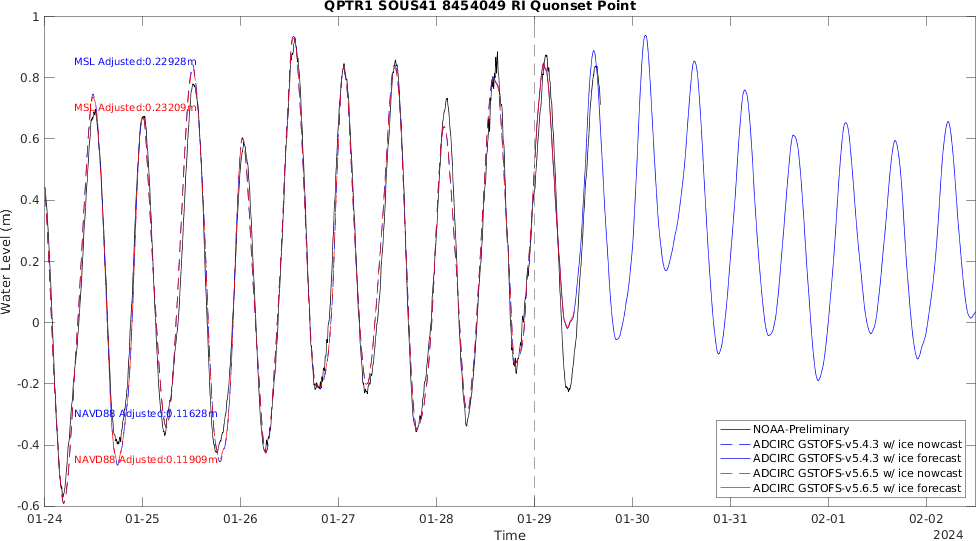 QPTR1 SOUS41 8454049 RI Quonset Point
1
0.8
0.6
0.4
0.2
0
-0.2
-0.4
-0.6
Water Level (m)
MSL Adjusted:0.22928m
MSL Adjusted:0.23209m
NAVD88 Adjusted:0.11628m
NAVD88 Adjusted:0.11909m
NOAA-Preliminary
ADCIRC GSTOFS-v5.4.3 w/ ice nowcast
ADCIRC GSTOFS-v5.4.3 w/ ice forecast
ADCIRC GSTOFS-v5.6.5 w/ ice nowcast
ADCIRC GSTOFS-v5.6.5 w/ ice forecast
01-24 01-25 01-26 01-27 01-28 01-29 01-30 01-31 02-01 02-02
Time
2024